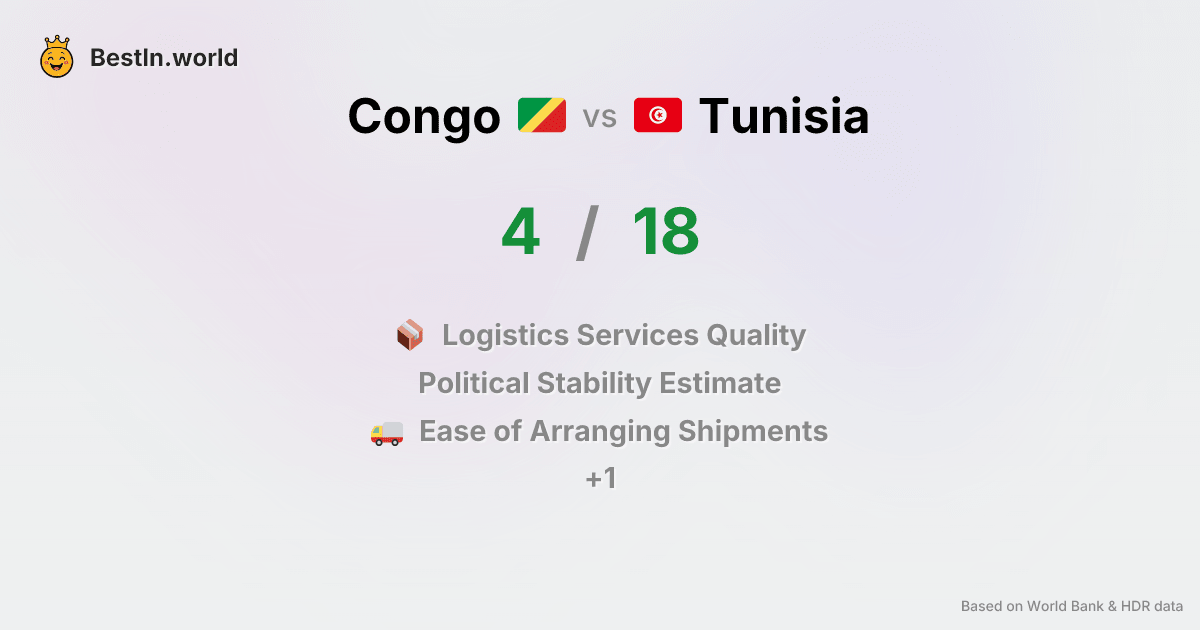 BestIn.world
Congo vs Tunisia
4 / 18
Logistics Services Quality
Political Stability Estimate
Ease of Arranging Shipments
+1
Based on World Bank & HDR data